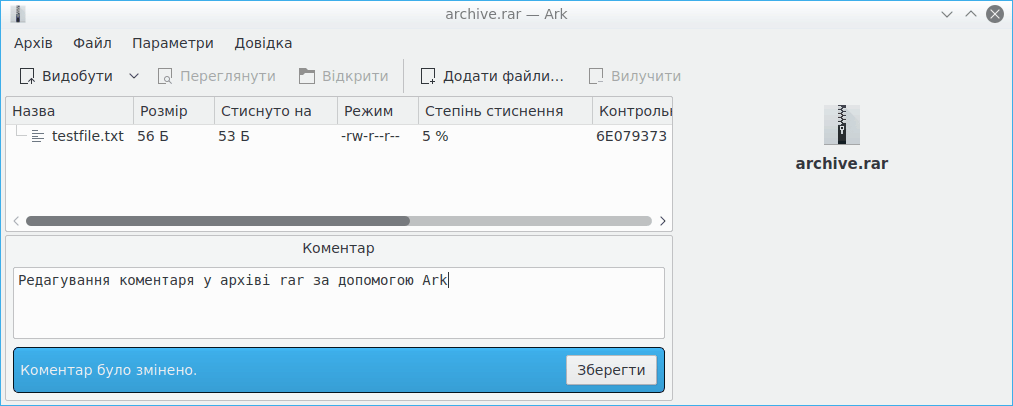 archive.rar — Ark
Архів Файл Параметри Довідка
Видобути Переглянути Відкрити Додати файли... Вилучити
Назва Розмір Стиснуто на Режим Степінь стиснення Контроль
testfile.txt 56 Б 53 Б -rw-r--r-- 5 % 6E079373
archive.rar
Коментар
Редагування коментаря у архіві rar за допомогою Ark
Коментар було змінено. Зберегти